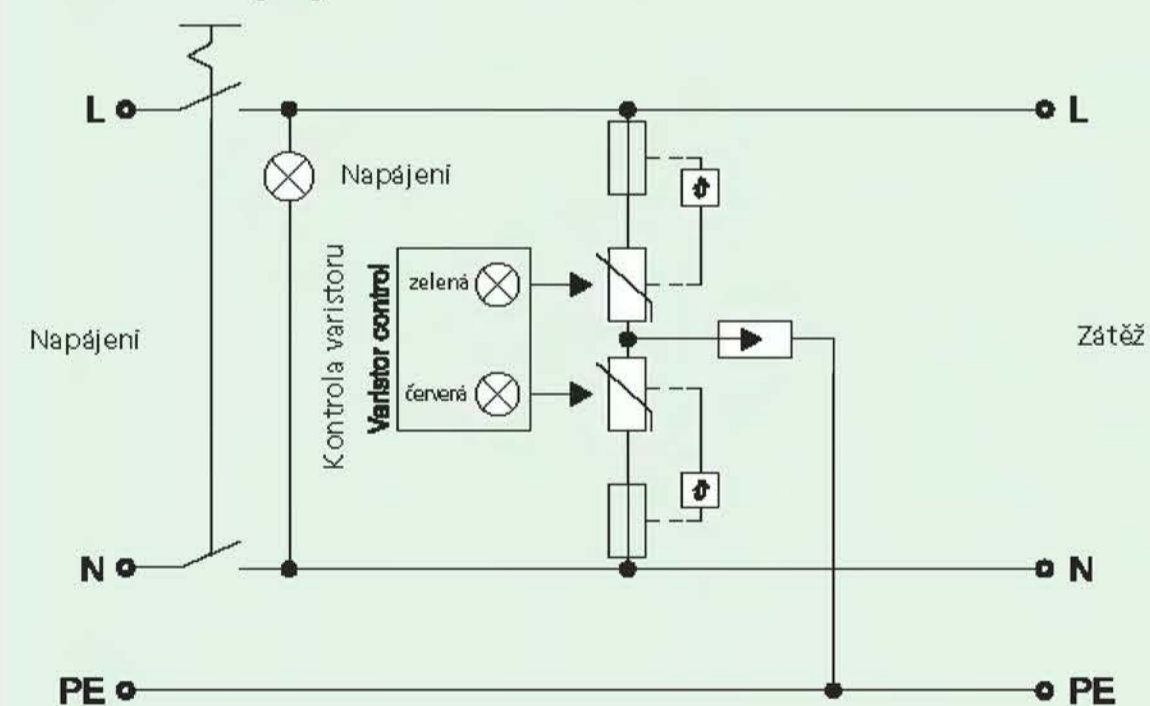 L
L
Napájení
zelená
Kontrola varistoru
Varistor control
Napájení
Zátěž
červená
N
N
PE
PE